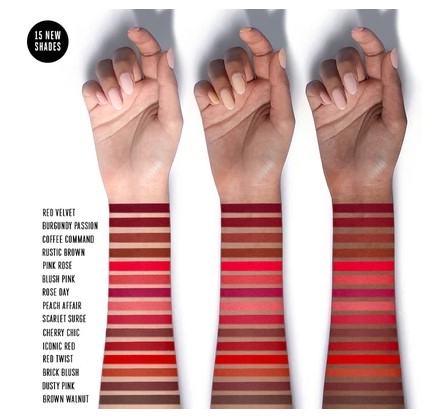 15 NEW
SHADES
RED VELVET
BURGUNDY PASSION
COFFEE COMMAND
RUSTIC BROWN
PINK ROSE
BLUSH PINK
ROSE DAY
PEACH AFFAIR
SCARLET SURGE
CHERRY CHIC
ICONIC RED
RED TWIST
BRICK BLUSH
DUSTY PINK
BROWN WALNUT